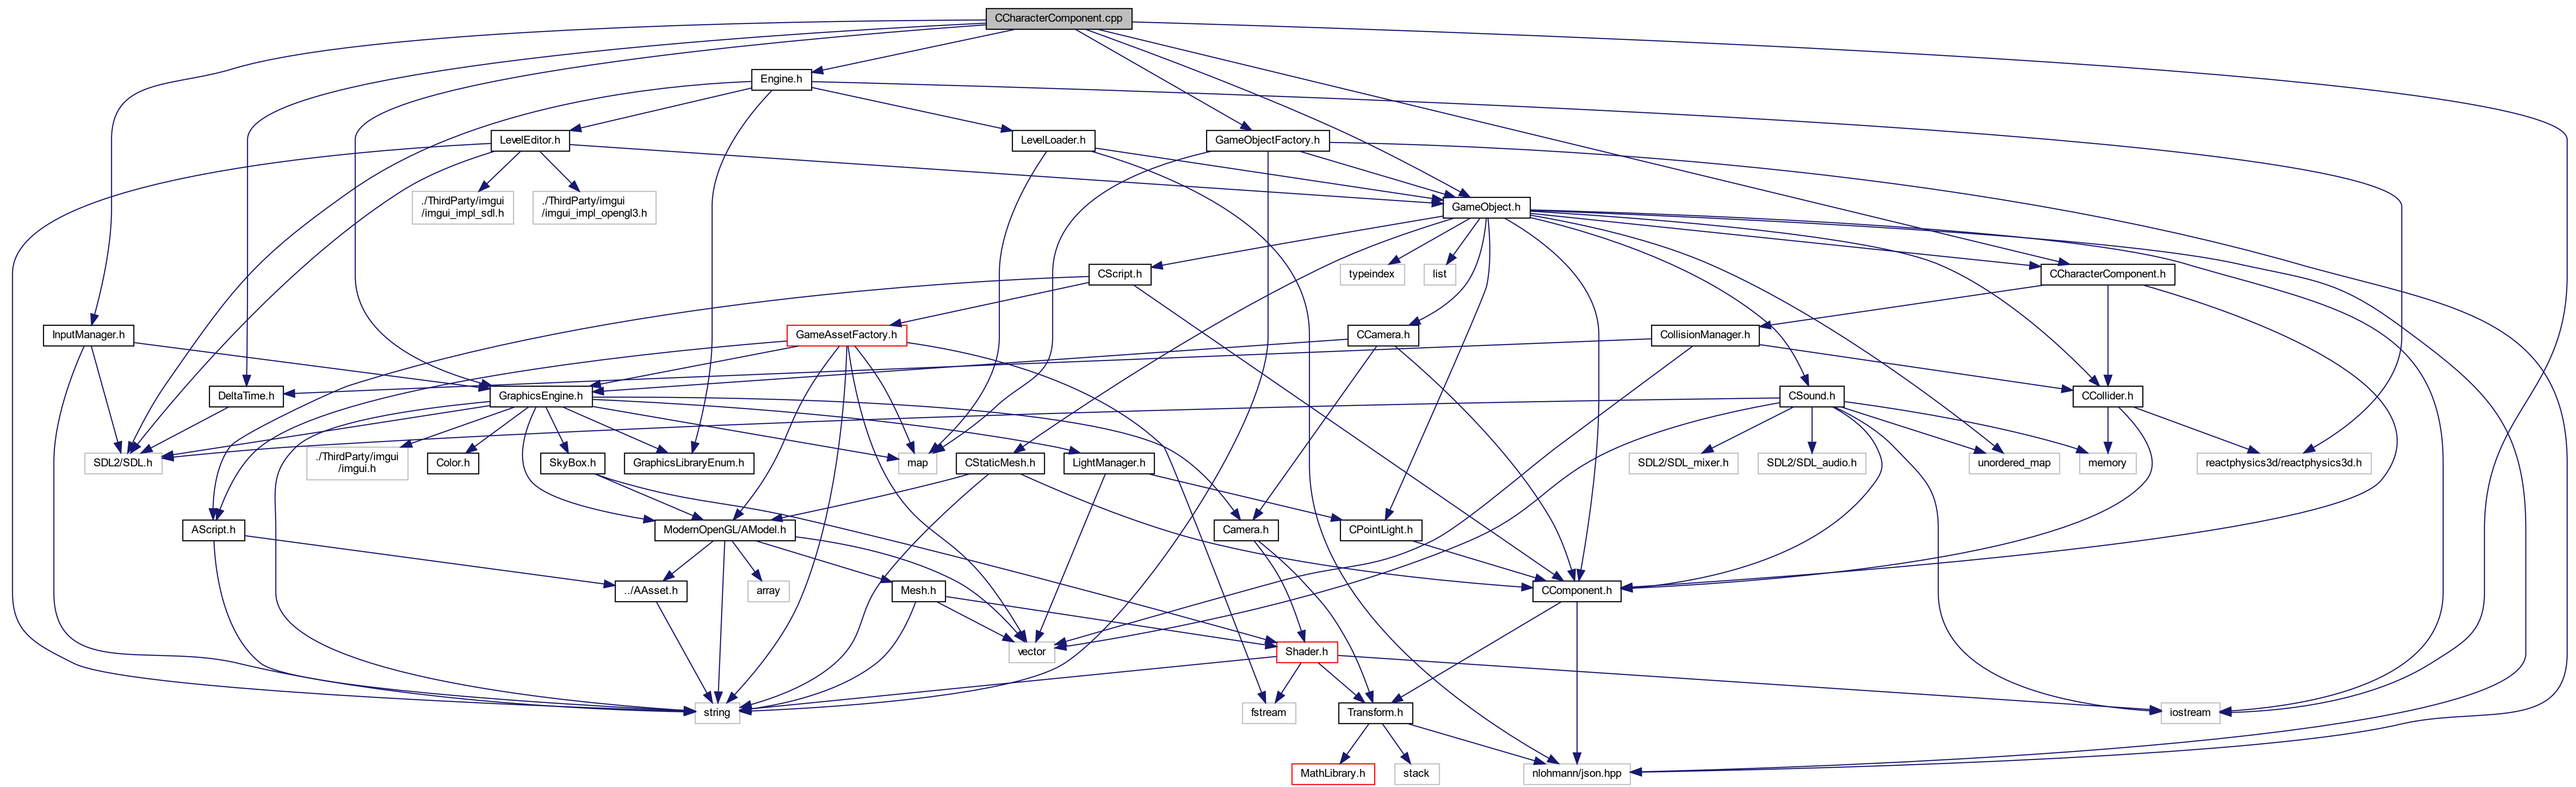 CCharacterComponent.cpp
Engine.h
LevelEditor.h
LevelLoader.h
GameObjectFactory.h
./ThirdParty/imgui
/imgui_impl_sdl.h
./ThirdParty/imgui
/imgui_impl_opengl3.h
GameObject.h
CScript.h
typeindex
list
CCharacterComponent.h
InputManager.h
GameAssetFactory.h
CCamera.h
CollisionManager.h
DeltaTime.h
GraphicsEngine.h
CSound.h
CCollider.h
SDL2/SDL.h
./ThirdParty/imgui
/imgui.h
Color.h
SkyBox.h
GraphicsLibraryEnum.h
map
CStaticMesh.h
LightManager.h
SDL2/SDL_mixer.h
SDL2/SDL_audio.h
unordered_map
memory
reactphysics3d/reactphysics3d.h
AScript.h
ModernOpenGL/AModel.h
Camera.h
CPointLight.h
../AAsset.h
array
Mesh.h
CComponent.h
vector
Shader.h
string
fstream
Transform.h
iostream
MathLibrary.h
stack
nlohmann/json.hpp